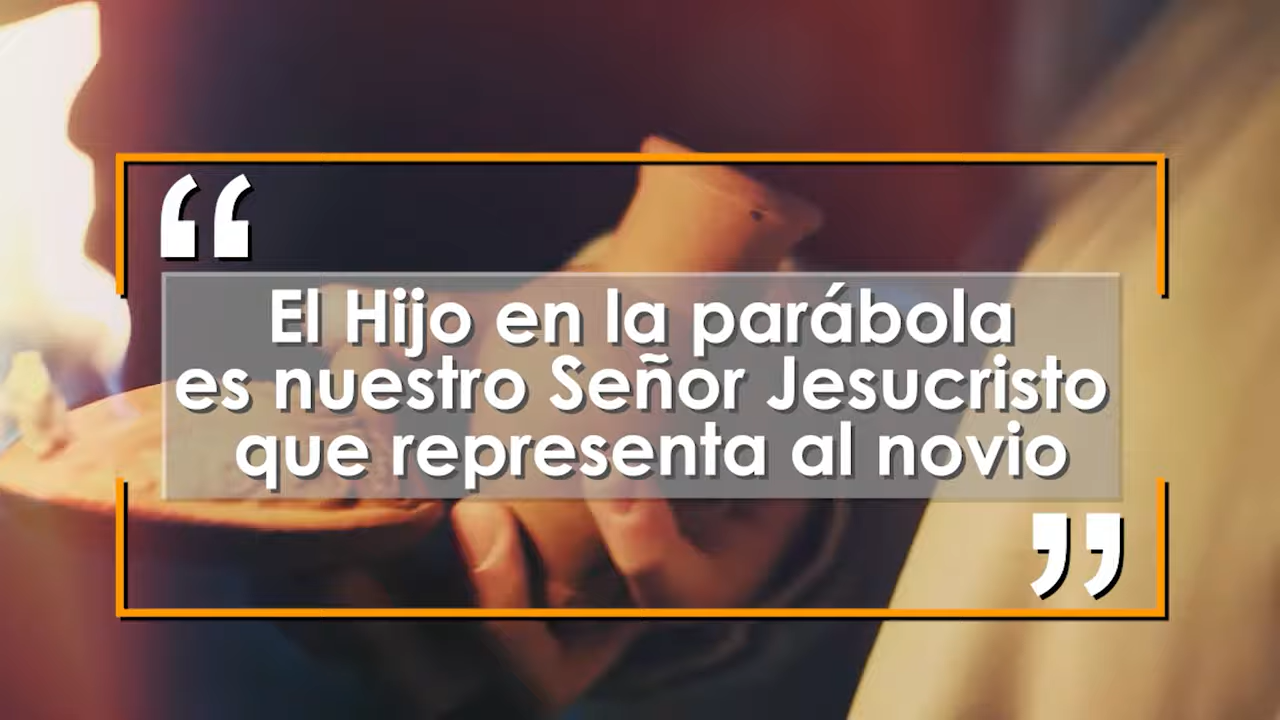 “
El Hijo en la parábola
es nuestro Señor Jesucristo
que representa al novio
”